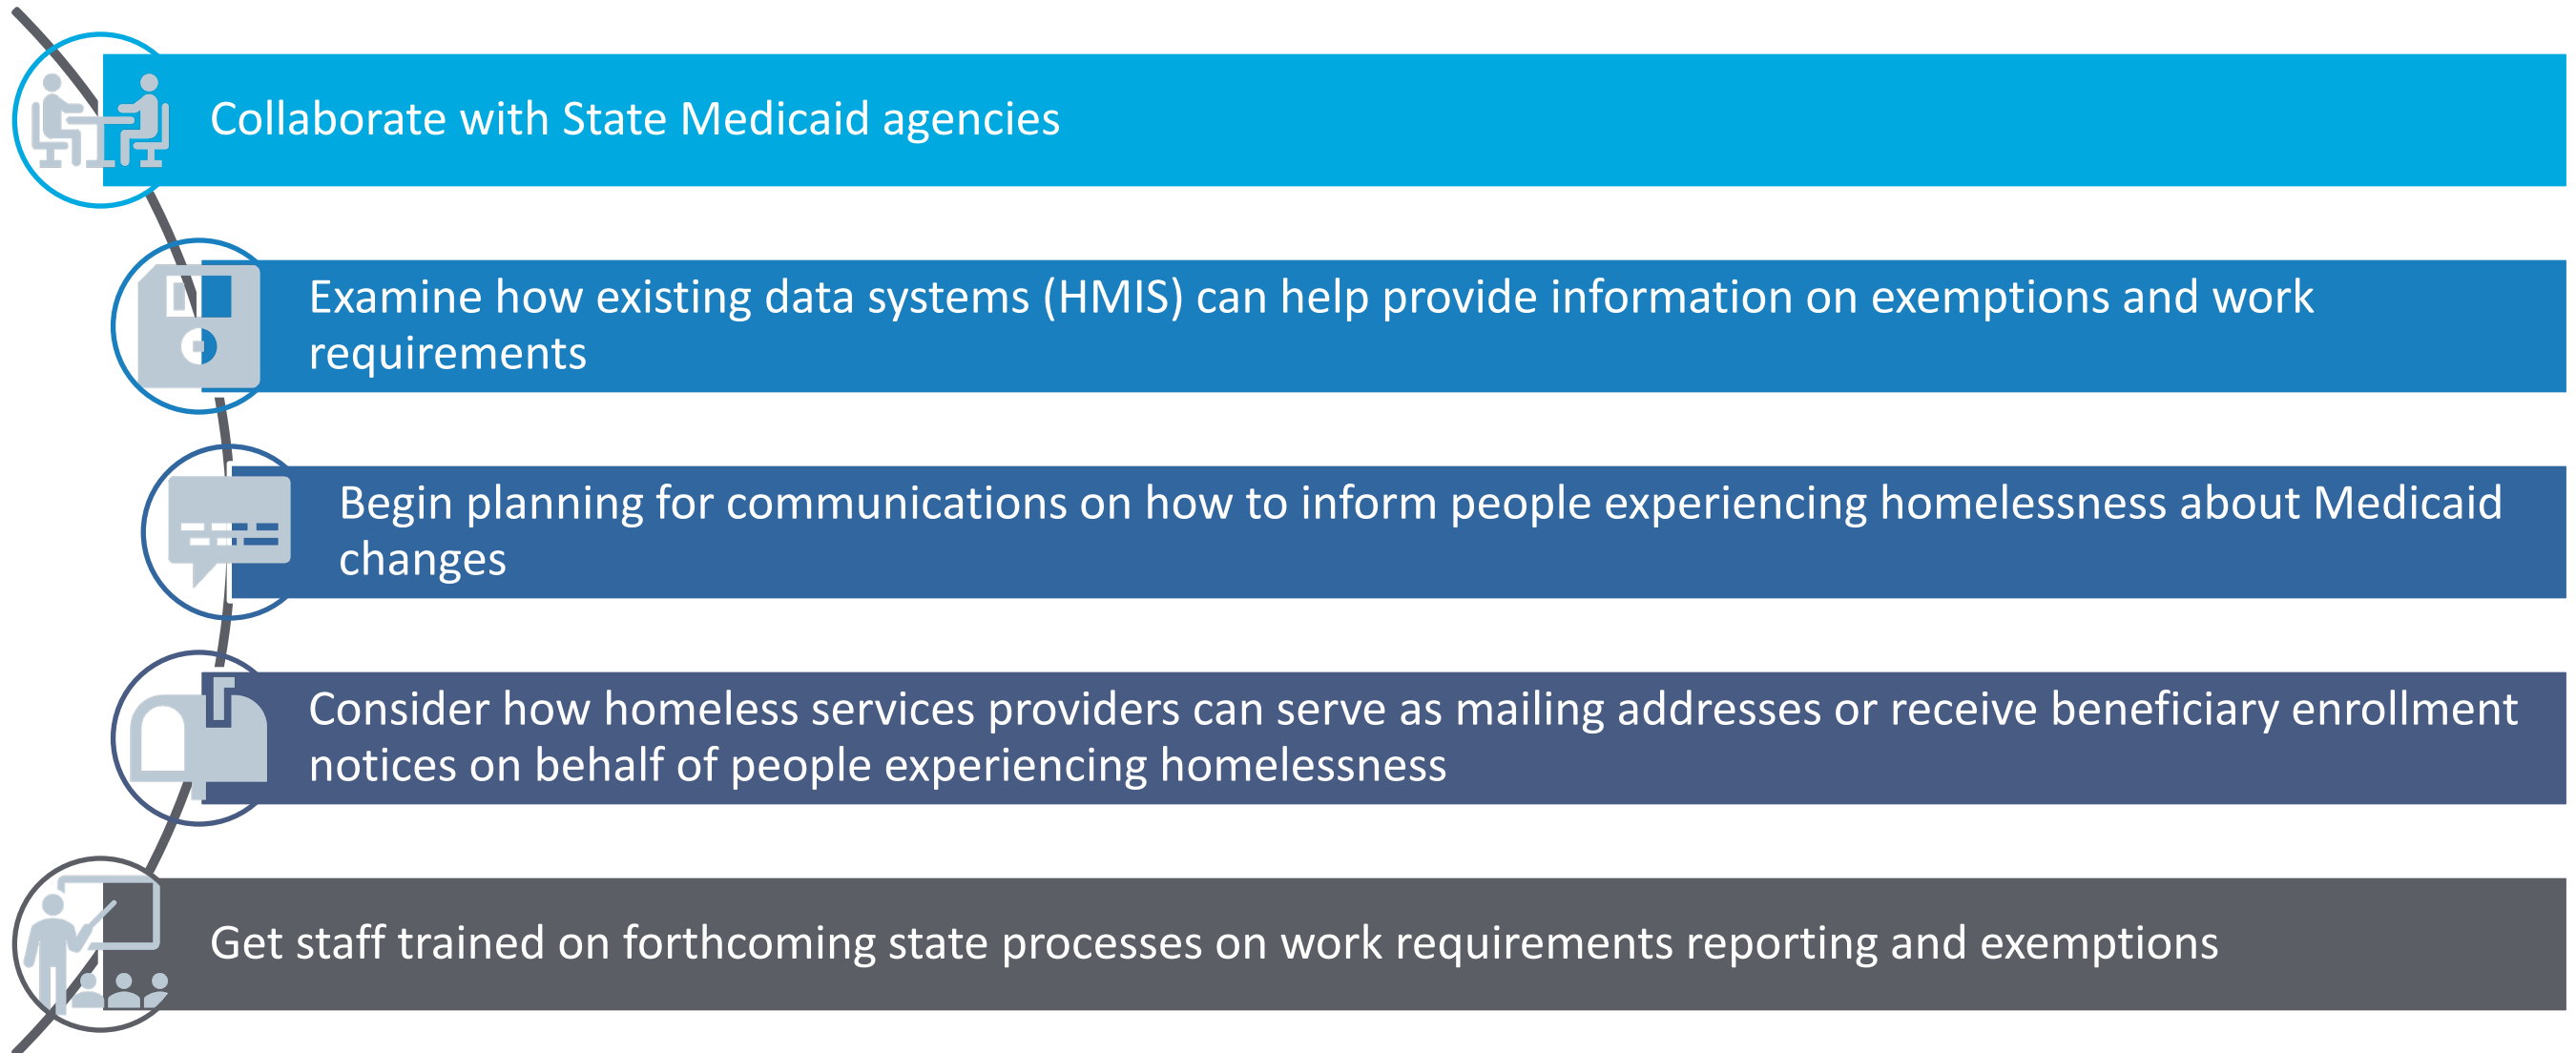 Collaborate with State Medicaid agencies
Examine how existing data systems (HMIS) can help provide information on exemptions and work
requirements
Begin planning for communications on how to inform people experiencing homelessness about Medicaid
changes
Consider how homeless services providers can serve as mailing addresses or receive beneficiary enrollment
notices on behalf of people experiencing homelessness
Get staff trained on forthcoming state processes on work requirements reporting and exemptions